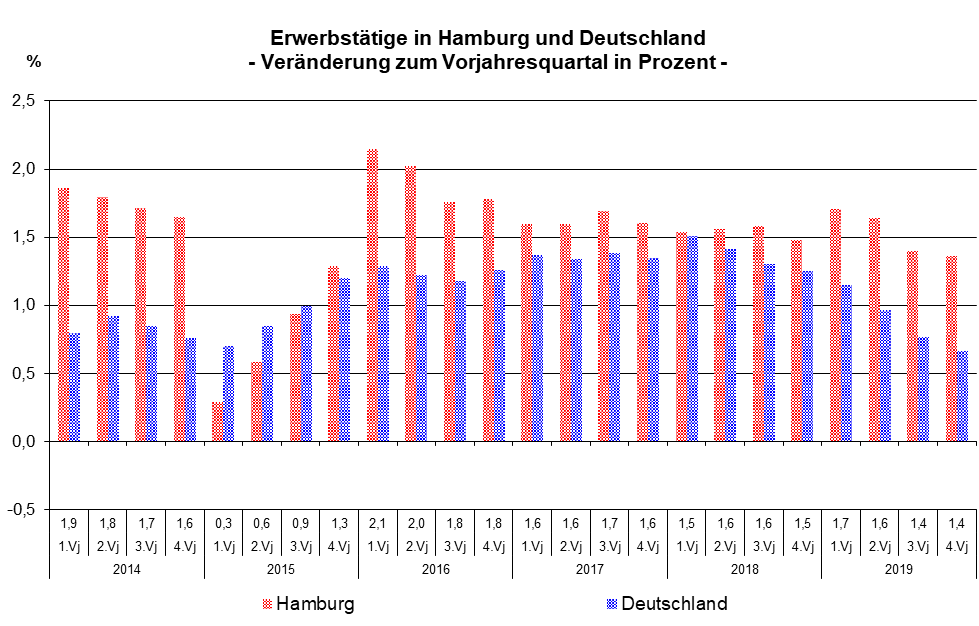 Erwerbstätige in Hamburg und Deutschland
- Veränderung zum Vorjahresquartal in Prozent -
%
2,5
2,0
1,5
1,0
0,5
0,0
-0,5
1,9 1,8 1,7 1,6 0,3 0,6 0,9 1,3 2,1 2,0 1,8 1,8 1,6 1,6 1,7 1,6 1,5 1,6 1,6 1,5 1,7 1,6 1,4 1,4
1.Vj 2.Vj 3.Vj 4.Vj 1.Vj 2.Vj 3.Vj 4.Vj 1.Vj 2.Vj 3.Vj 4.Vj 1.Vj 2.Vj 3.Vj 4.Vj 1.Vj 2.Vj 3.Vj 4.Vj 1.Vj 2.Vj 3.Vj 4.Vj
2014 2015 2016 2017 2018 2019
Hamburg Deutschland